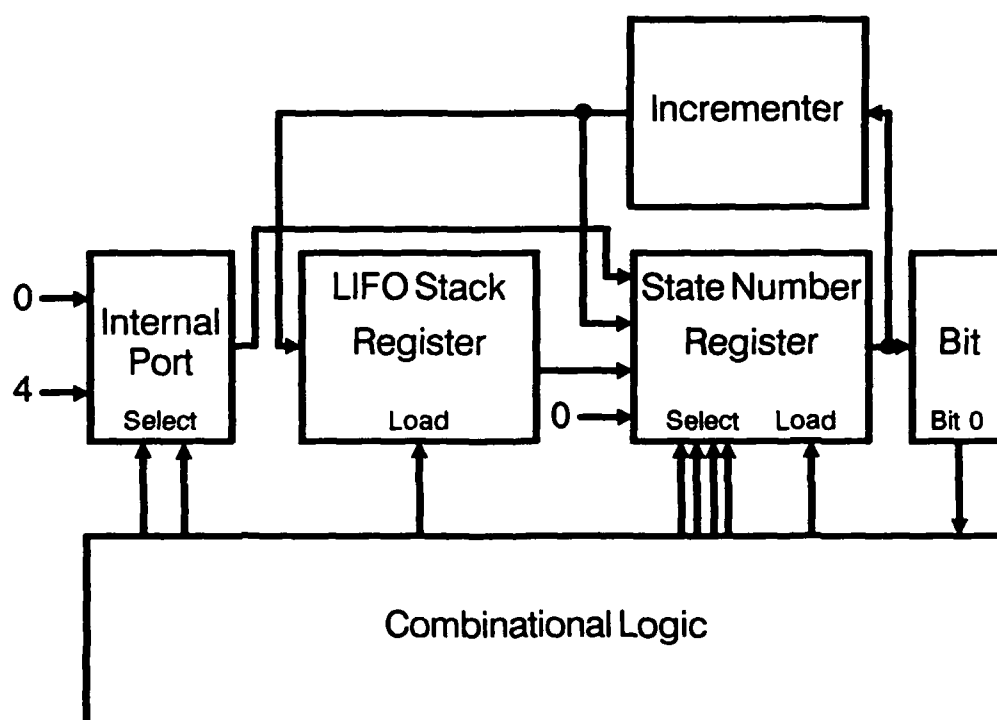 Incrementer
0
4
Internal
Port
Select
LIFO Stack
Register
Load
0
State Number
Register
Select Load
Bit
Bit 0
Combinational Logic